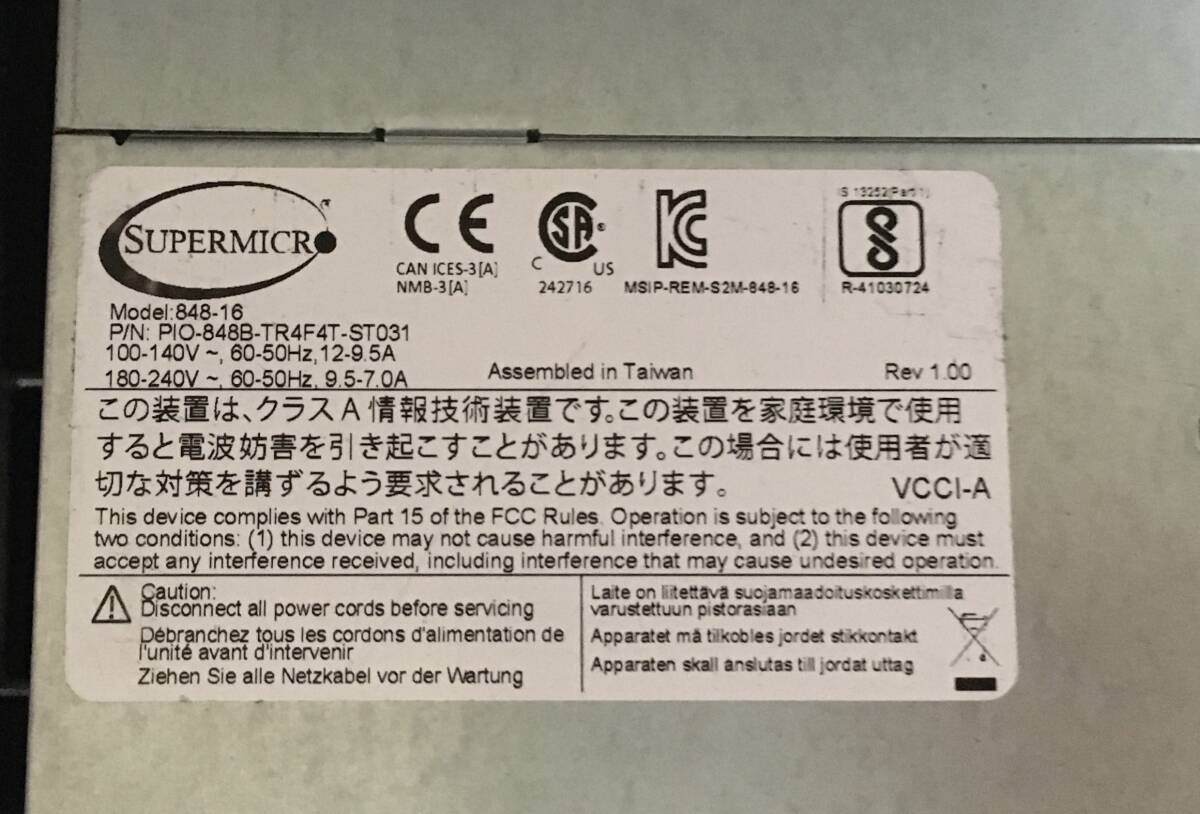 SUPERMICRO
CAN ICES-3[A]
NMB-3[A]
SA
C US
242716
MSIP-REM-S2M-848-16
S 13252(Part 1)
R-41030724
Model:848-16
P/N: PIO-848B-TR4F4T-ST031
100-140V ~, 60-50Hz,12-9.5A
180-240V ~, 60-50Hz, 9.5-7.0A
Assembled in Taiwan
Rev 1.00
この装置は、クラスA情報技術装置です。この装置を家庭環境で使用
すると電波妨害を引き起こすことがあります。この場合には使用者が適
切な対策を講ずるよう要求されることがあります。
VCCI-A
This device complies with Part 15 of the FCC Rules. Operation is subject to the following
two conditions: (1) this device may not cause harmful interference, and (2) this device must
accept any interference received, including interference that may cause undesired operation.
Caution:
Disconnect all power cords before servicing
Débranchez tous les cordons d'alimentation de
l'unité avant d'intervenir
Ziehen Sie alle Netzkabel vor der Wartung
Laite on liitettävä suojamaadoituskoskettimilla
varustettuun pistorasiaan
Apparatet må tilkobles jordet stikkontakt
Apparaten skall anslutas till jordat uttag